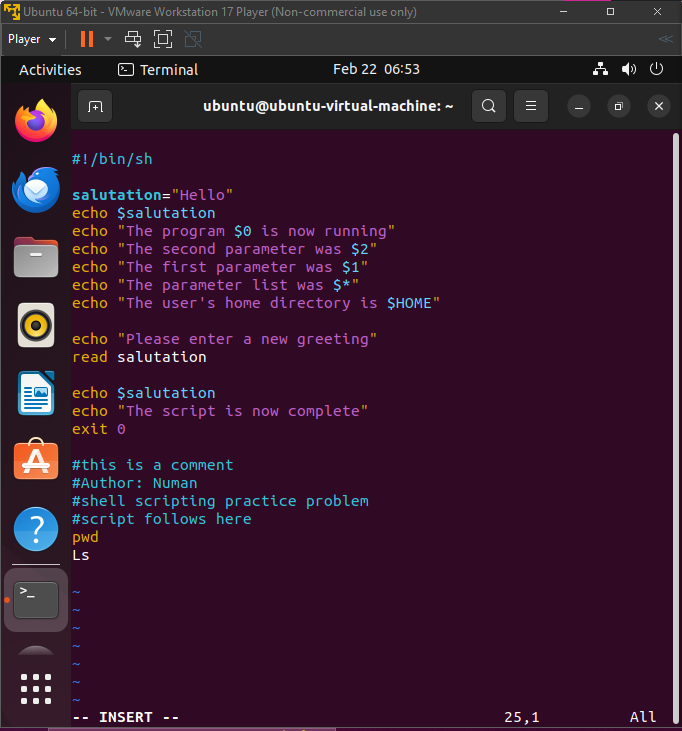 Ubuntu 64-bit - VMware Workstation 17 Player (Non-commercial use only)
Player
Activities
Terminal
Feb 22 06:53
ubuntu@ubuntu-virtual-machine: ~
#!/bin/sh
salutation="Hello"
echo $salutation
echo "The program $0 is now running"
echo "The second parameter was $2"
echo "The first parameter was $1"
echo "The parameter list was $*"
echo "The user's home directory is $HOME"
echo "Please enter a new greeting"
read salutation
echo $salutation
echo "The script is now complete"
exit 0
#this is a comment
#Author: Numan
#shell scripting practice problem
#script follows here
pwd
Ls
~
~
~
~
~
~
~
-- INSERT -- 25,1 All